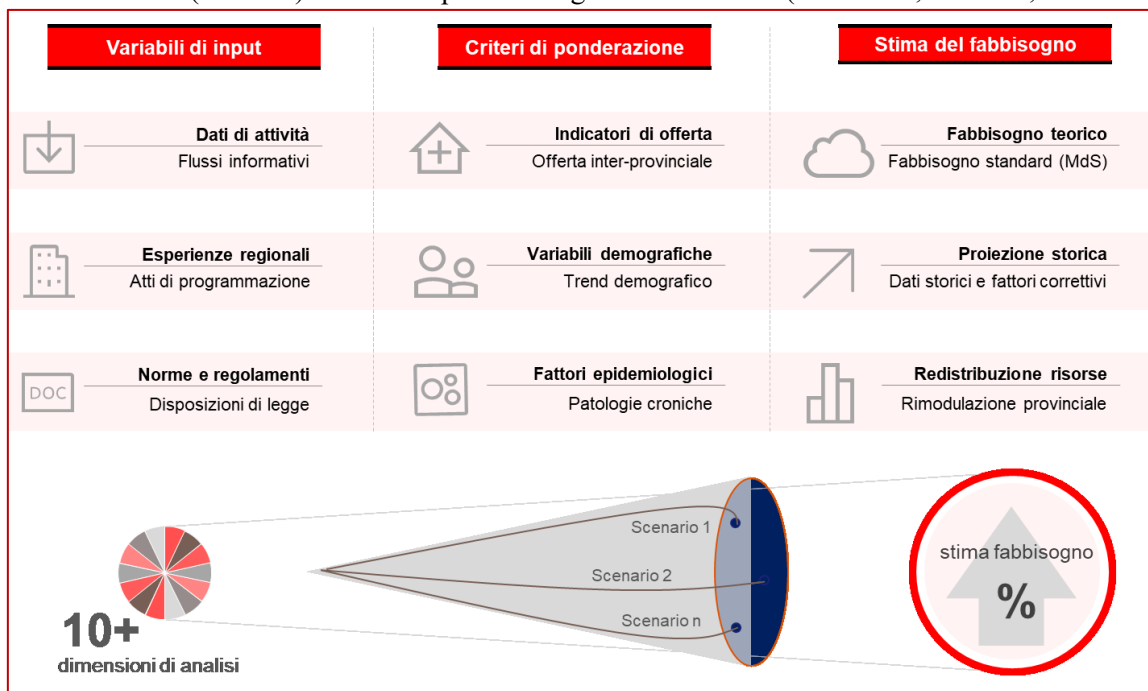 Variabili di input
Criteri di ponderazione
Stima del fabbisogno
Dati di attività
Flussi informativi
Indicatori di offerta
Offerta inter-provinciale
Fabbisogno teorico
Fabbisogno standard (MdS)
Esperienze regionali
Atti di programmazione
Variabili demografiche
Trend demografico
Proiezione storica
Dati storici e fattori correttivi
DOC
Norme e regolamenti
Disposizioni di legge
Fattori epidemiologici
Patologie croniche
Redistribuzione risorse
Rimodulazione provinciale
Scenario 1
Scenario 2
Scenario n
10+
dimensioni di analisi
stima fabbisogno
%